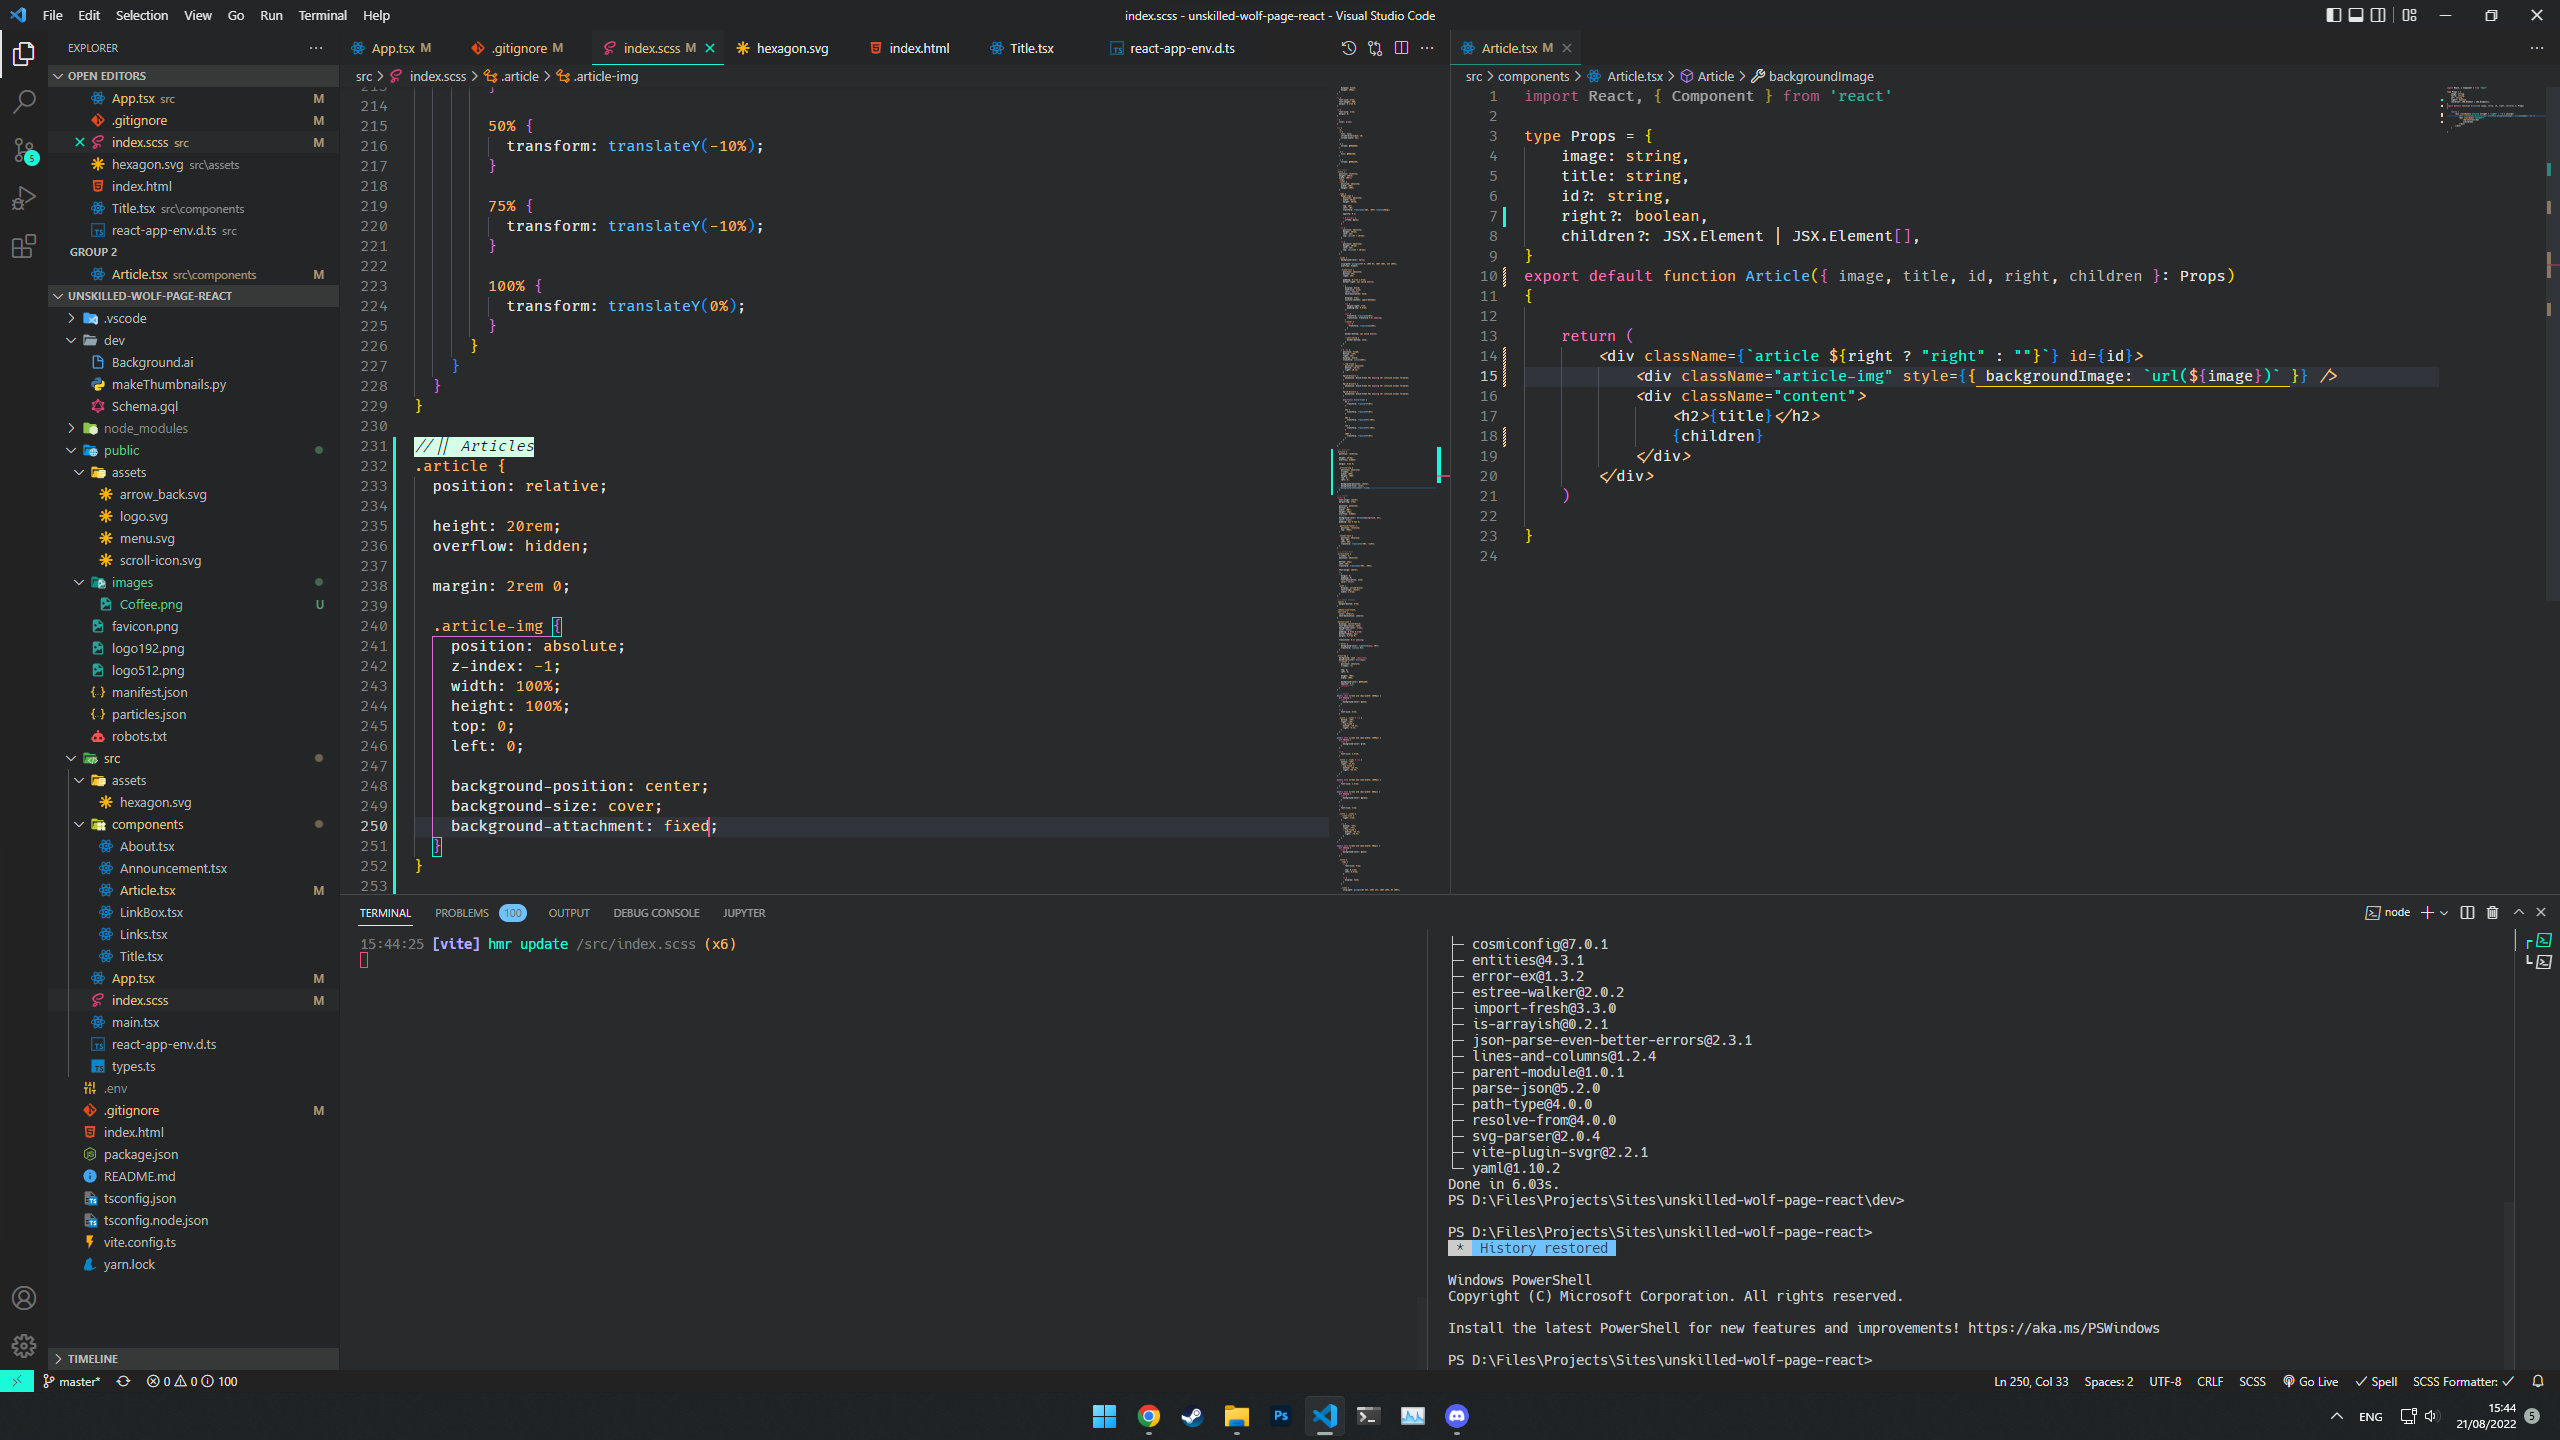 File Edit Selection View Go Run Terminal Help
index.scss - unskilled-wolf-page-react - Visual Studio Code
EXPLORER
OPEN EDITORS
App.tsx src M
.gitignore M
index.scss src M
hexagon.svg src\assets
index.html
Title.tsx src\components
react-app-env.d.ts src
GROUP 2
Article.tsx src\components M
UNSKILLED-WOLF-PAGE-REACT
.vscode
dev
Background.ai
makeThumbnails.py
Schema.gql
node_modules
public
assets
arrow_back.svg
logo.svg
menu.svg
scroll-icon.svg
images
Coffee.png U
favicon.png
logo192.png
logo512.png
manifest.json
particles.json
robots.txt
src
assets
hexagon.svg
components
About.tsx
Announcement.tsx
Article.tsx M
LinkBox.tsx
Links.tsx
Title.tsx
App.tsx M
index.scss M
main.tsx
react-app-env.d.ts
types.ts
.env
.gitignore M
index.html
package.json
README.md
tsconfig.json
tsconfig.node.json
vite.config.ts
yarn.lock
TIMELINE
App.tsx M .gitignore M index.scss M hexagon.svg index.html Title.tsx react-app-env.d.ts
src > index.scss > .article > .article-img
214
215 50% {
216 transform: translateY(-10%);
217 }
218
219 75% {
220 transform: translateY(-10%);
221 }
222
223 100% {
224 transform: translateY(0%);
225 }
226 }
227 }
228 }
229 }
230
231 //|| Articles
232 .article {
233 position: relative;
234
235 height: 20rem;
236 overflow: hidden;
237
238 margin: 2rem 0;
239
240 .article-img {
241 position: absolute;
242 z-index: -1;
243 width: 100%;
244 height: 100%;
245 top: 0;
246 left: 0;
247
248 background-position: center;
249 background-size: cover;
250 background-attachment: fixed;
251 }
252 }
253
Article.tsx M
src > components > Article.tsx > Article > backgroundImage
1 import React, { Component } from 'react'
2
3 type Props = {
4 image: string,
5 title: string,
6 id?: string,
7 right?: boolean,
8 children?: JSX.Element | JSX.Element[],
9 }
10 export default function Article({ image, title, id, right, children }: Props)
11 {
12
13 return (
14 <div className={`article ${right ? "right" : ""}`} id={id}>
15 <div className="article-img" style={{ backgroundImage: `url(${image})` }} />
16 <div className="content">
17 <h2>{title}</h2>
18 {children}
19 </div>
20 </div>
21 )
22
23 }
24
TERMINAL PROBLEMS 100 OUTPUT DEBUG CONSOLE JUPYTER
node
15:44:25 [vite] hmr update /src/index.scss (x6)
├─ cosmiconfig@7.0.1
├─ entities@4.3.1
├─ error-ex@1.3.2
├─ estree-walker@2.0.2
├─ import-fresh@3.3.0
├─ is-arrayish@0.2.1
├─ json-parse-even-better-errors@2.3.1
├─ lines-and-columns@1.2.4
├─ parent-module@1.0.1
├─ parse-json@5.2.0
├─ path-type@4.0.0
├─ resolve-from@4.0.0
├─ svg-parser@2.0.4
├─ vite-plugin-svgr@2.2.1
└─ yaml@1.10.2
Done in 6.03s.
PS D:\Files\Projects\Sites\unskilled-wolf-page-react\dev>
PS D:\Files\Projects\Sites\unskilled-wolf-page-react>
* History restored
Windows PowerShell
Copyright (C) Microsoft Corporation. All rights reserved.
Install the latest PowerShell for new features and improvements! https://aka.ms/PSWindows
PS D:\Files\Projects\Sites\unskilled-wolf-page-react>
master* 0 0 100
Ln 250, Col 33 Spaces: 2 UTF-8 CRLF SCSS Go Live Spell SCSS Formatter:
Ps
ENG
15:44
21/08/2022
5